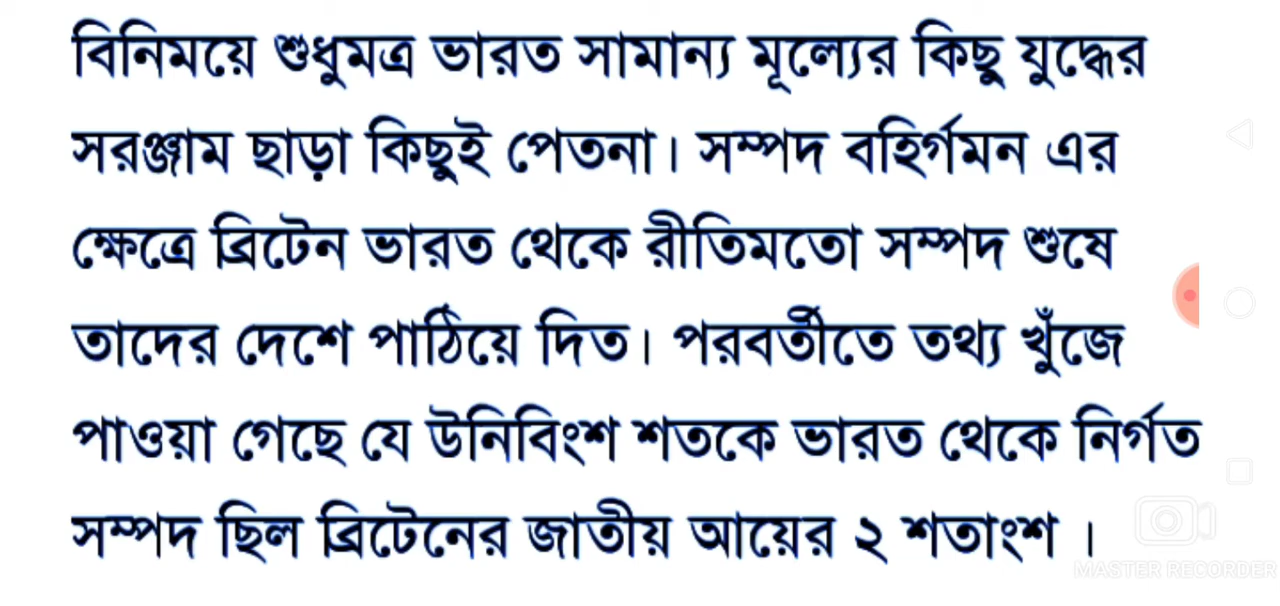 বিনিময়ে শুধুমত্র ভারত সামান্য মূল্যের কিছু যুদ্ধের
সরঞ্জাম ছাড়া কিছুই পেতনা। সম্পদ বহির্গমন এর
ক্ষেত্রে ব্রিটেন ভারত থেকে রীতিমতো সম্পদ শুষে
তাদের দেশে পাঠিয়ে দিত। পরবর্তীতে তথ্য খুঁজে
পাওয়া গেছে যে উনিবিংশ শতকে ভারত থেকে নির্গত
সম্পদ ছিল ব্রিটেনের জাতীয় আয়ের ২ শতাংশ ।
MASTER RECORDER